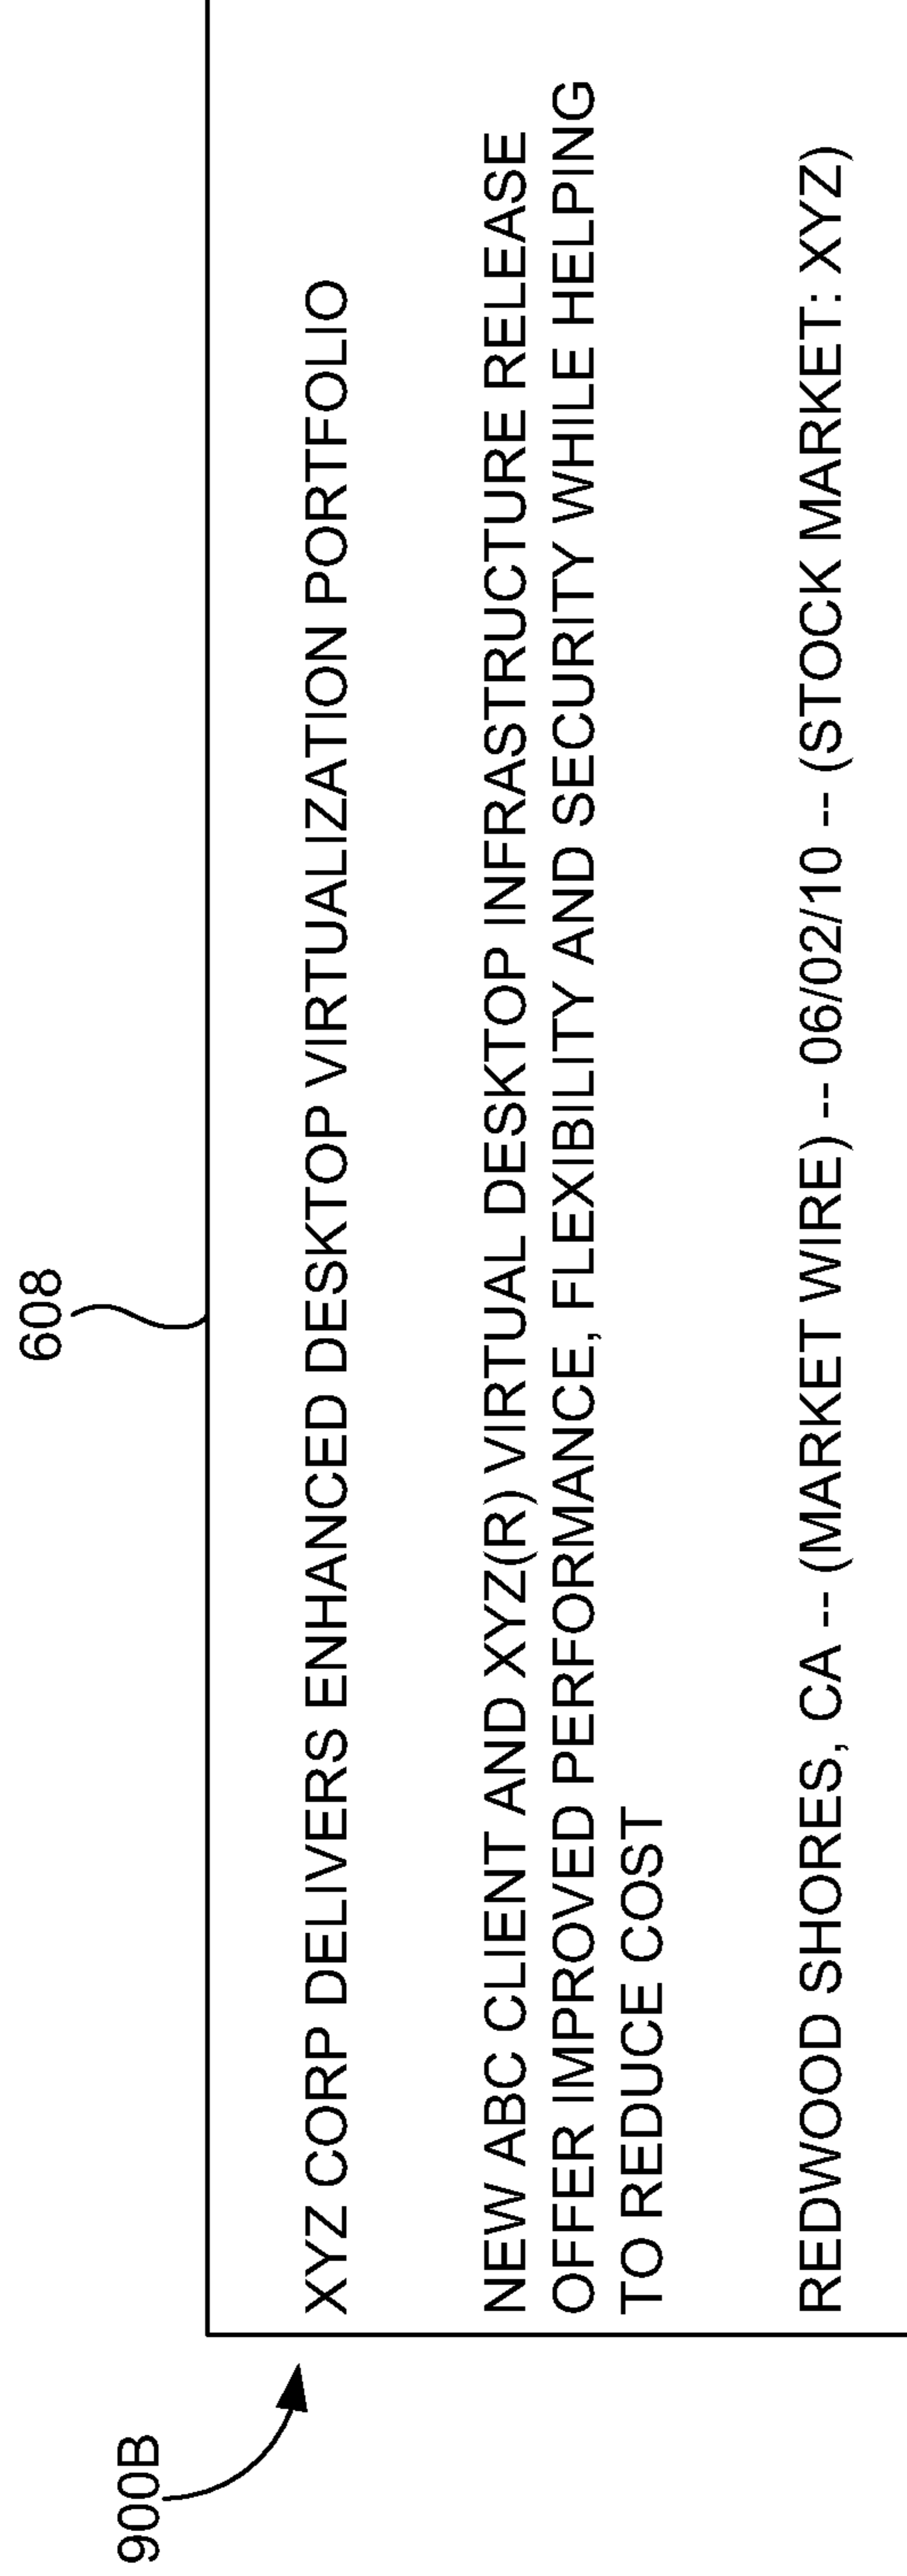 900B
608
XYZ CORP DELIVERS ENHANCED DESKTOP VIRTUALIZATION PORTFOLIO
NEW ABC CLIENT AND XYZ(R) VIRTUAL DESKTOP INFRASTRUCTURE RELEASE
OFFER IMPROVED PERFORMANCE, FLEXIBILITY AND SECURITY WHILE HELPING
TO REDUCE COST
REDWOOD SHORES, CA -- (MARKET WIRE) -- 06/02/10 -- (STOCK MARKET: XYZ)